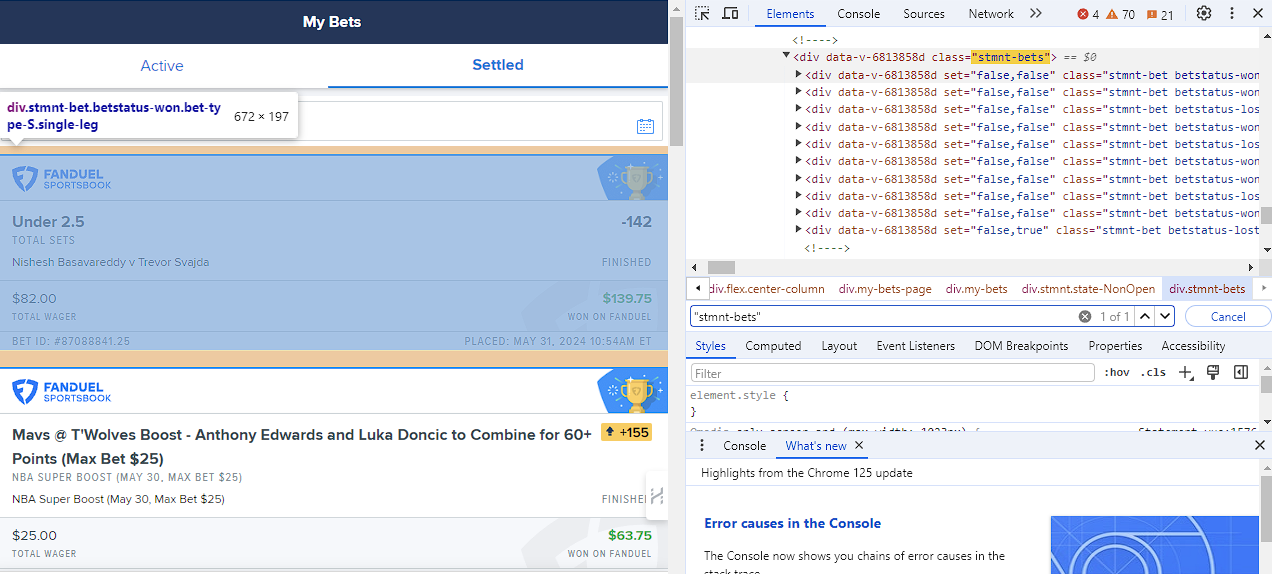 My Bets
Active
Settled
div.stmnt-bet.betstatus-won.bet-ty
pe-S.single-leg
672 × 197
FANDUEL
SPORTSBOOK
Under 2.5
-142
TOTAL SETS
Nishesh Basavareddy v Trevor Svajda
FINISHED
$82.00
$139.75
TOTAL WAGER
WON ON FANDUEL
BET ID: #87088841.25
PLACED: MAY 31, 2024 10:54AM ET
FANDUEL
SPORTSBOOK
Mavs @ T'Wolves Boost - Anthony Edwards and Luka Doncic to Combine for 60+
+155
Points (Max Bet $25)
NBA SUPER BOOST (MAY 30, MAX BET $25)
NBA Super Boost (May 30, Max Bet $25)
FINISHE
$25.00
$63.75
TOTAL WAGER
WON ON FANDUEL
Elements
Console
Sources
Network
4
70
21
<!---->
<div data-v-6813858d class="stmnt-bets"> == $0
<div data-v-6813858d set="false,false" class="stmnt-bet betstatus-won
<div data-v-6813858d set="false,false" class="stmnt-bet betstatus-won
<div data-v-6813858d set="false,false" class="stmnt-bet betstatus-los
<div data-v-6813858d set="false,false" class="stmnt-bet betstatus-won
<div data-v-6813858d set="false,false" class="stmnt-bet betstatus-los
<div data-v-6813858d set="false,false" class="stmnt-bet betstatus-won
<div data-v-6813858d set="false,false" class="stmnt-bet betstatus-won
<div data-v-6813858d set="false,false" class="stmnt-bet betstatus-los
<div data-v-6813858d set="false,false" class="stmnt-bet betstatus-won
<div data-v-6813858d set="false,true" class="stmnt-bet betstatus-lost
<!---->
div.flex.center-column
div.my-bets-page
div.my-bets
div.stmnt.state-NonOpen
div.stmnt-bets
"stmnt-bets"
1 of 1
Cancel
Styles
Computed
Layout
Event Listeners
DOM Breakpoints
Properties
Accessibility
Filter
:hov
.cls
element.style {
}
Console
What's new
Highlights from the Chrome 125 update
Error causes in the Console
The Console now shows you chains of error causes in the
stack trace